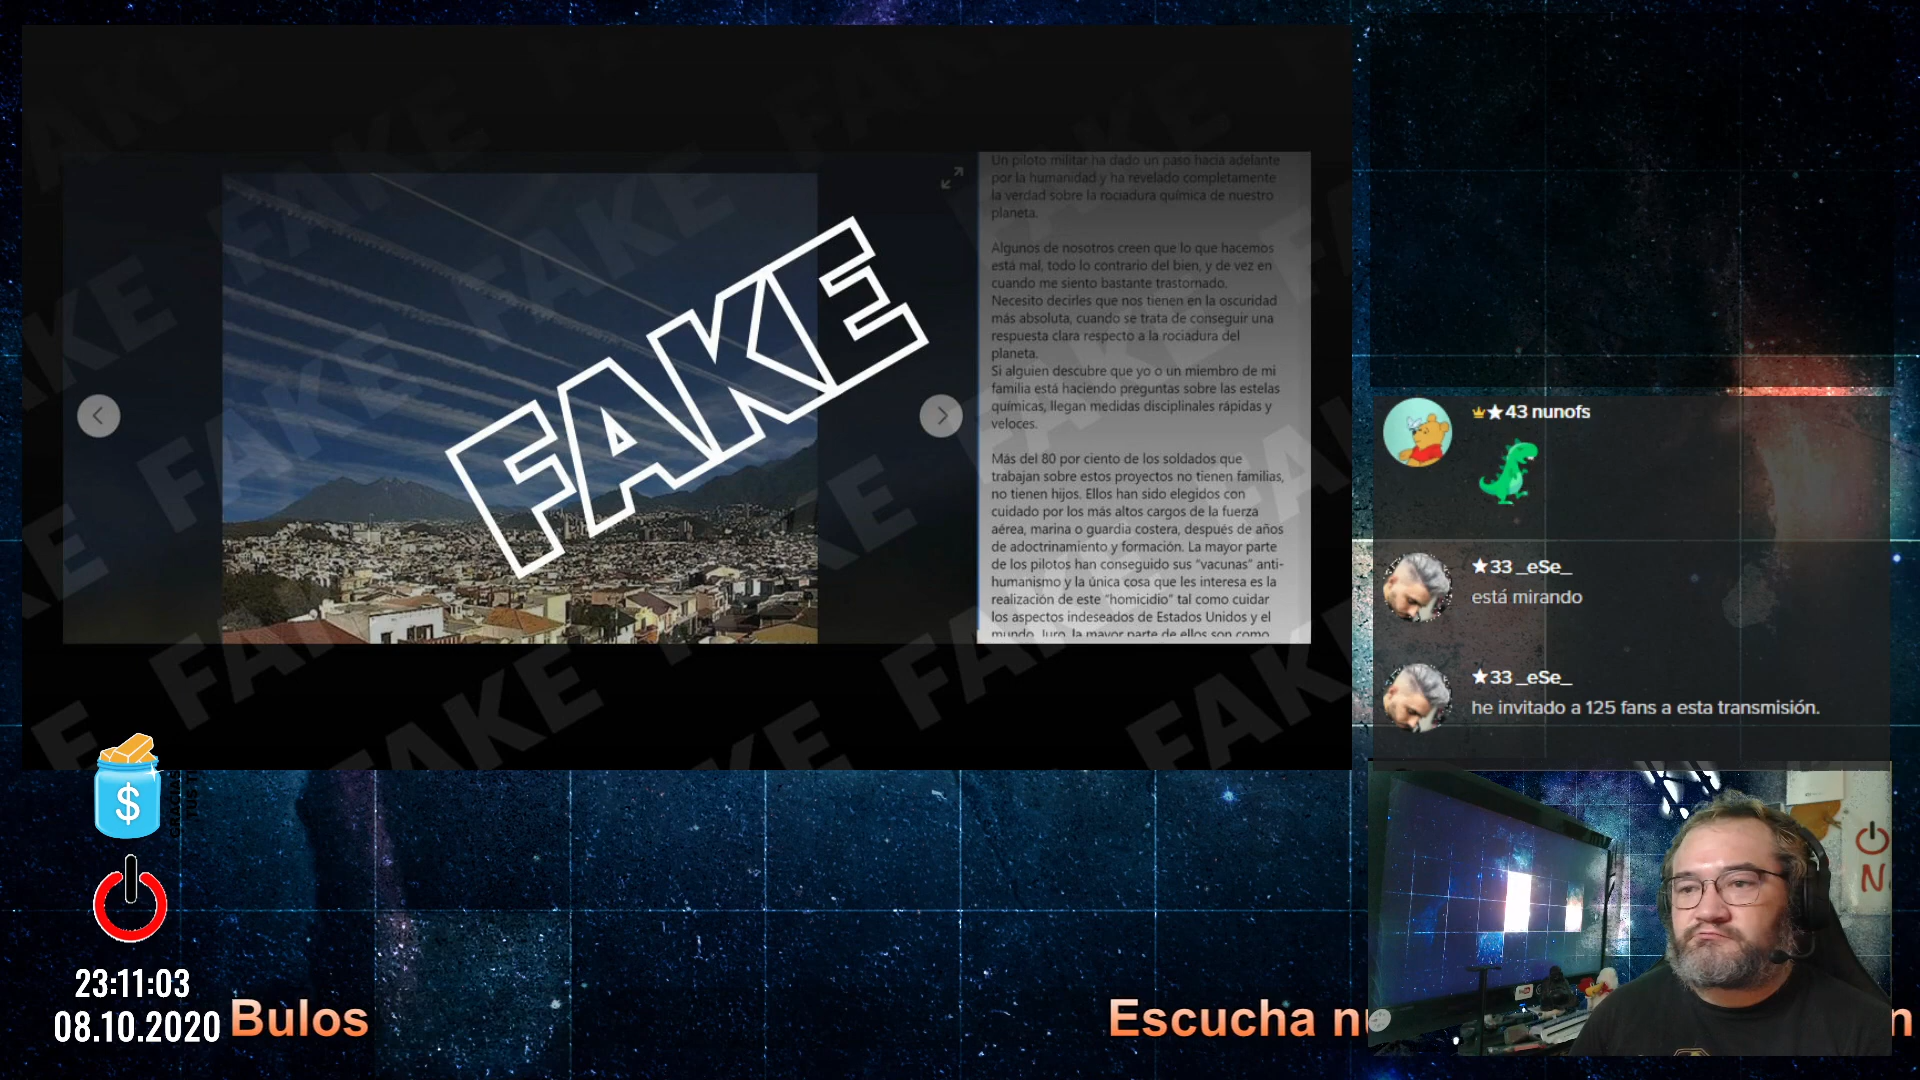 FAKE
Un piloto militar ha dado un paso hacia adelante
por la humanidad y ha revelado completamente
la verdad sobre la rociadura química de nuestro
planeta.
Algunos de nosotros creen que lo que hacemos
está mal, todo lo contrario del bien, y de vez en
cuando me siento bastante trastornado.
Necesito decirles que nos tienen en la oscuridad
más absoluta, cuando se trata de conseguir una
respuesta clara respecto a la rociadura del
planeta.
Si alguien descubre que yo o un miembro de mi
familia está haciendo preguntas sobre las estelas
químicas, llegan medidas disciplinales rápidas y
veloces.
Más del 80 por ciento de los soldados que
trabajan sobre estos proyectos no tienen familias,
no tienen hijos. Ellos han sido elegidos con
cuidado por los más altos cargos de la fuerza
aérea, marina o guardia costera, después de años
de adoctrinamiento y formación. La mayor parte
de los pilotos han conseguido sus "vacunas" anti-
humanismo y la única cosa que les interesa es la
realización de este "homicidio" tal como cuidar
los aspectos indeseados de Estados Unidos y el
mundo. Juro, la mayor parte de ellos son como
43 nunofs
33 _eSe_
está mirando
33 _eSe_
he invitado a 125 fans a esta transmisión.
$
23:11:03
08.10.2020
Bulos
Escucha